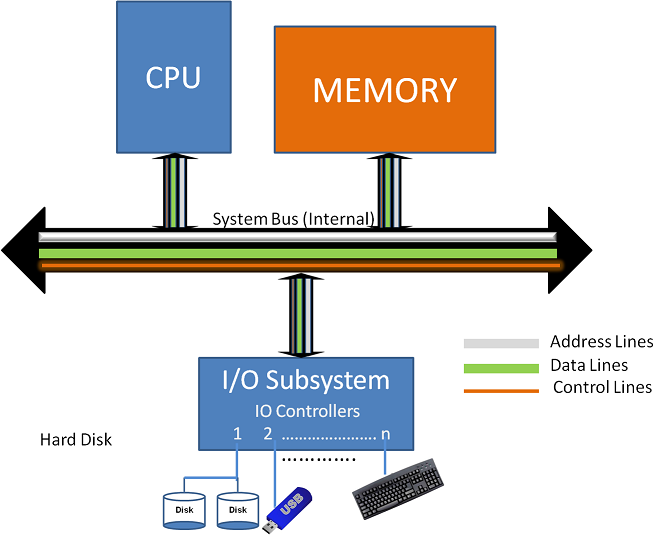 CPU
MEMORY
System Bus (Internal)
Address Lines
Data Lines
Control Lines
I/O Subsystem
IO Controllers
1 2 ...................... n
.............
Hard Disk
Disk Disk USB